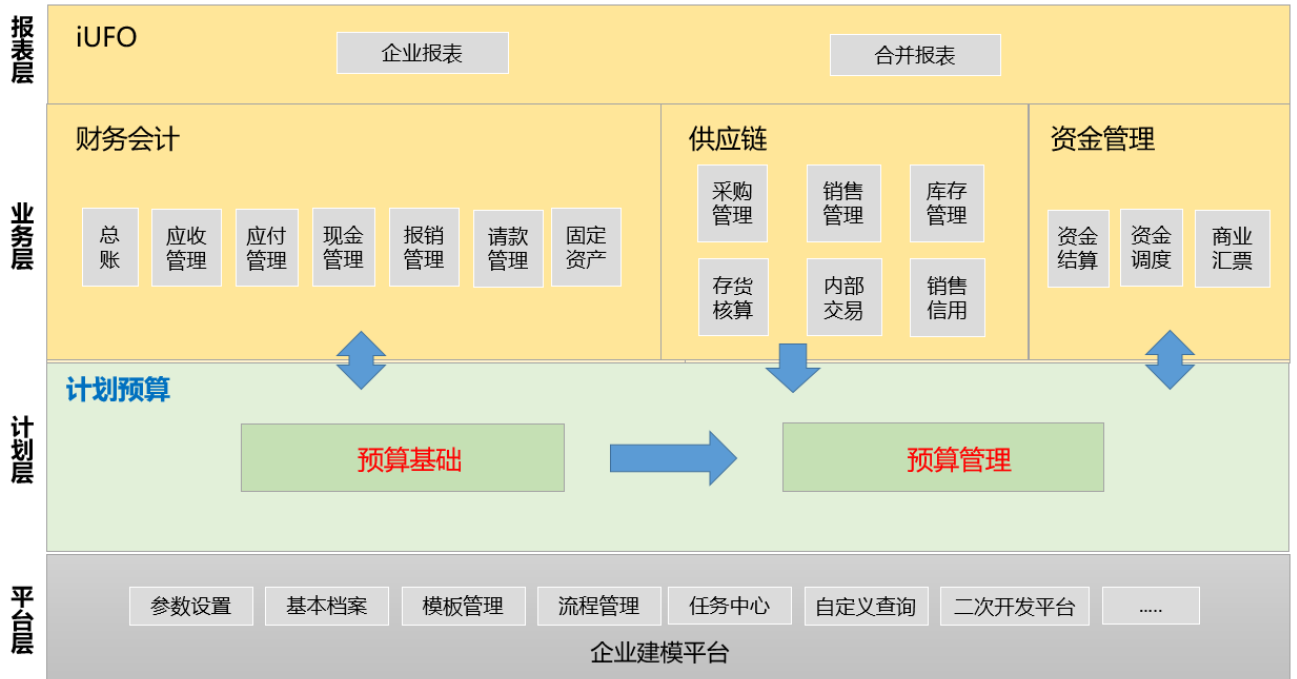 报表层
iUFO
企业报表
合并报表
业务层
财务会计
总
账
应收
管理
应付
管理
现金
管理
报销
管理
请款
管理
固定
资产
供应链
采购
管理
销售
管理
库存
管理
存货
核算
内部
交易
销售
信用
资金管理
资金
结算
资金
调度
商业
汇票
计划层
计划预算
预算基础
预算管理
平台层
参数设置
基本档案
模板管理
流程管理
任务中心
自定义查询
二次开发平台
.....
企业建模平台